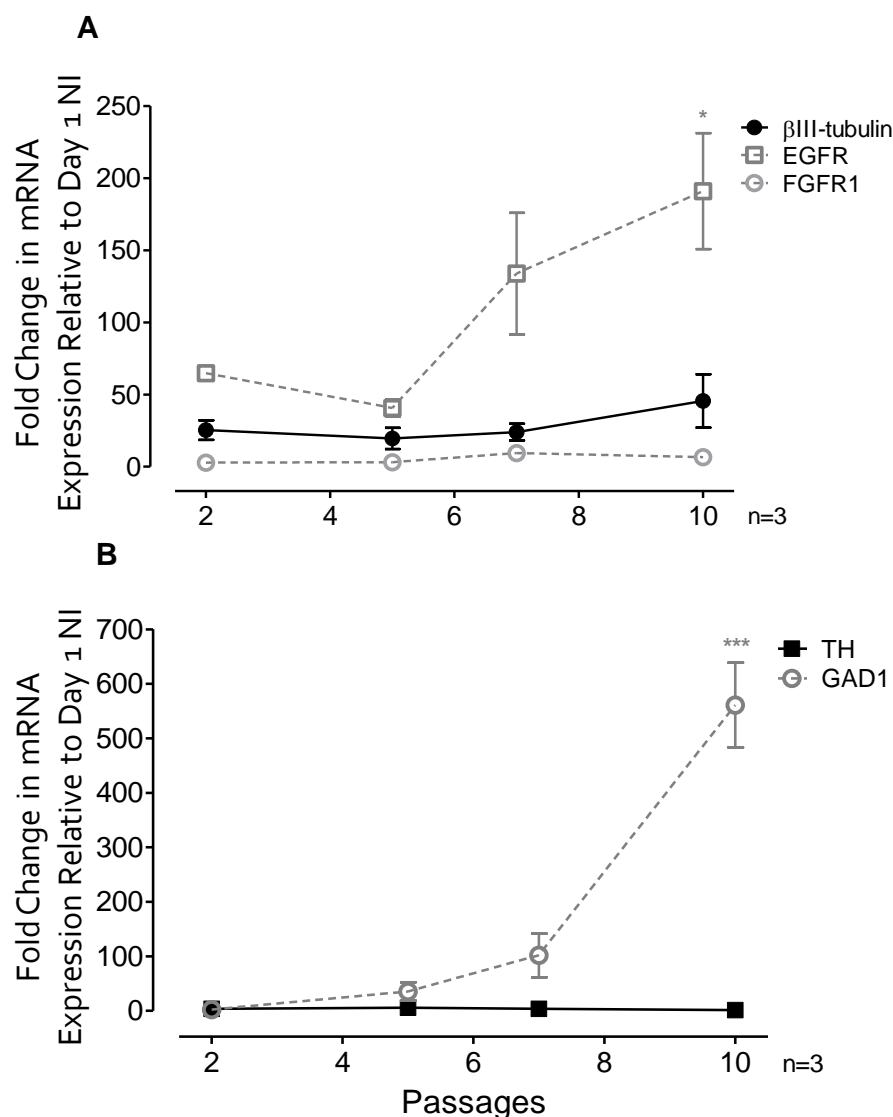 A
Fold Change in mRNA
Expression Relative to Day 1 NI
250
200
150
100
50
0
*
βIII-tubulin
EGFR
FGFR1
2 4 6 8 10 n=3
B
Fold Change in mRNA
Expression Relative to Day 1 NI
700
600
500
400
300
200
100
0
***
TH
GAD1
2 4 6 8 10 n=3
Passages